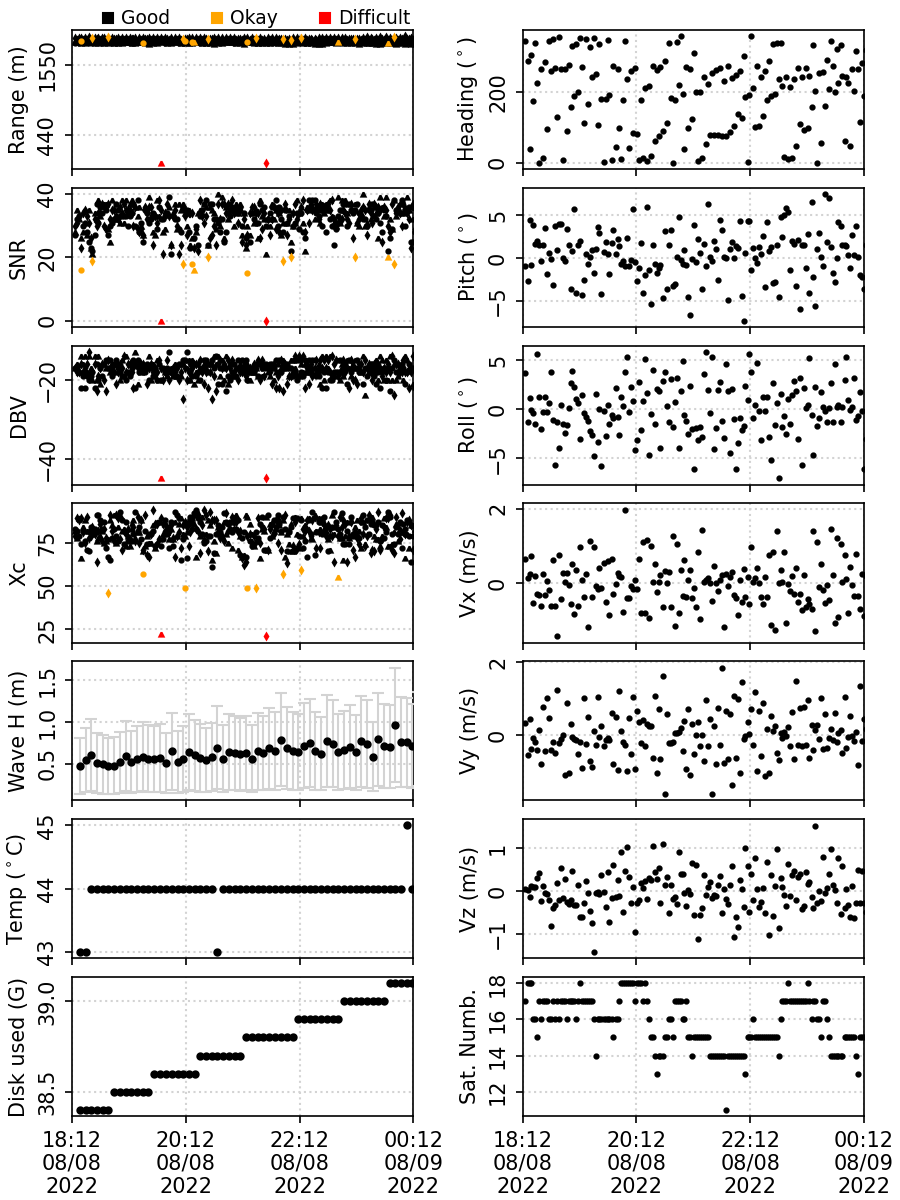 Good Okay Difficult
Range (m)
1550
440
Heading (°)
200
0
SNR
40
20
0
Pitch (°)
5
0
−5
DBV
−20
−40
Roll (°)
5
0
−5
Xc
75
50
25
Vx (m/s)
2
0
Wave H (m)
1.5
1.0
0.5
Vy (m/s)
2
0
Temp (°C)
45
44
43
Vz (m/s)
1
0
−1
Disk used (G)
39.0
38.5
Sat. Numb.
18
16
14
12
18:12 20:12 22:12 00:12 18:12 20:12 22:12 00:12
08/08 08/08 08/08 08/09 08/08 08/08 08/08 08/09
2022 2022 2022 2022 2022 2022 2022 2022